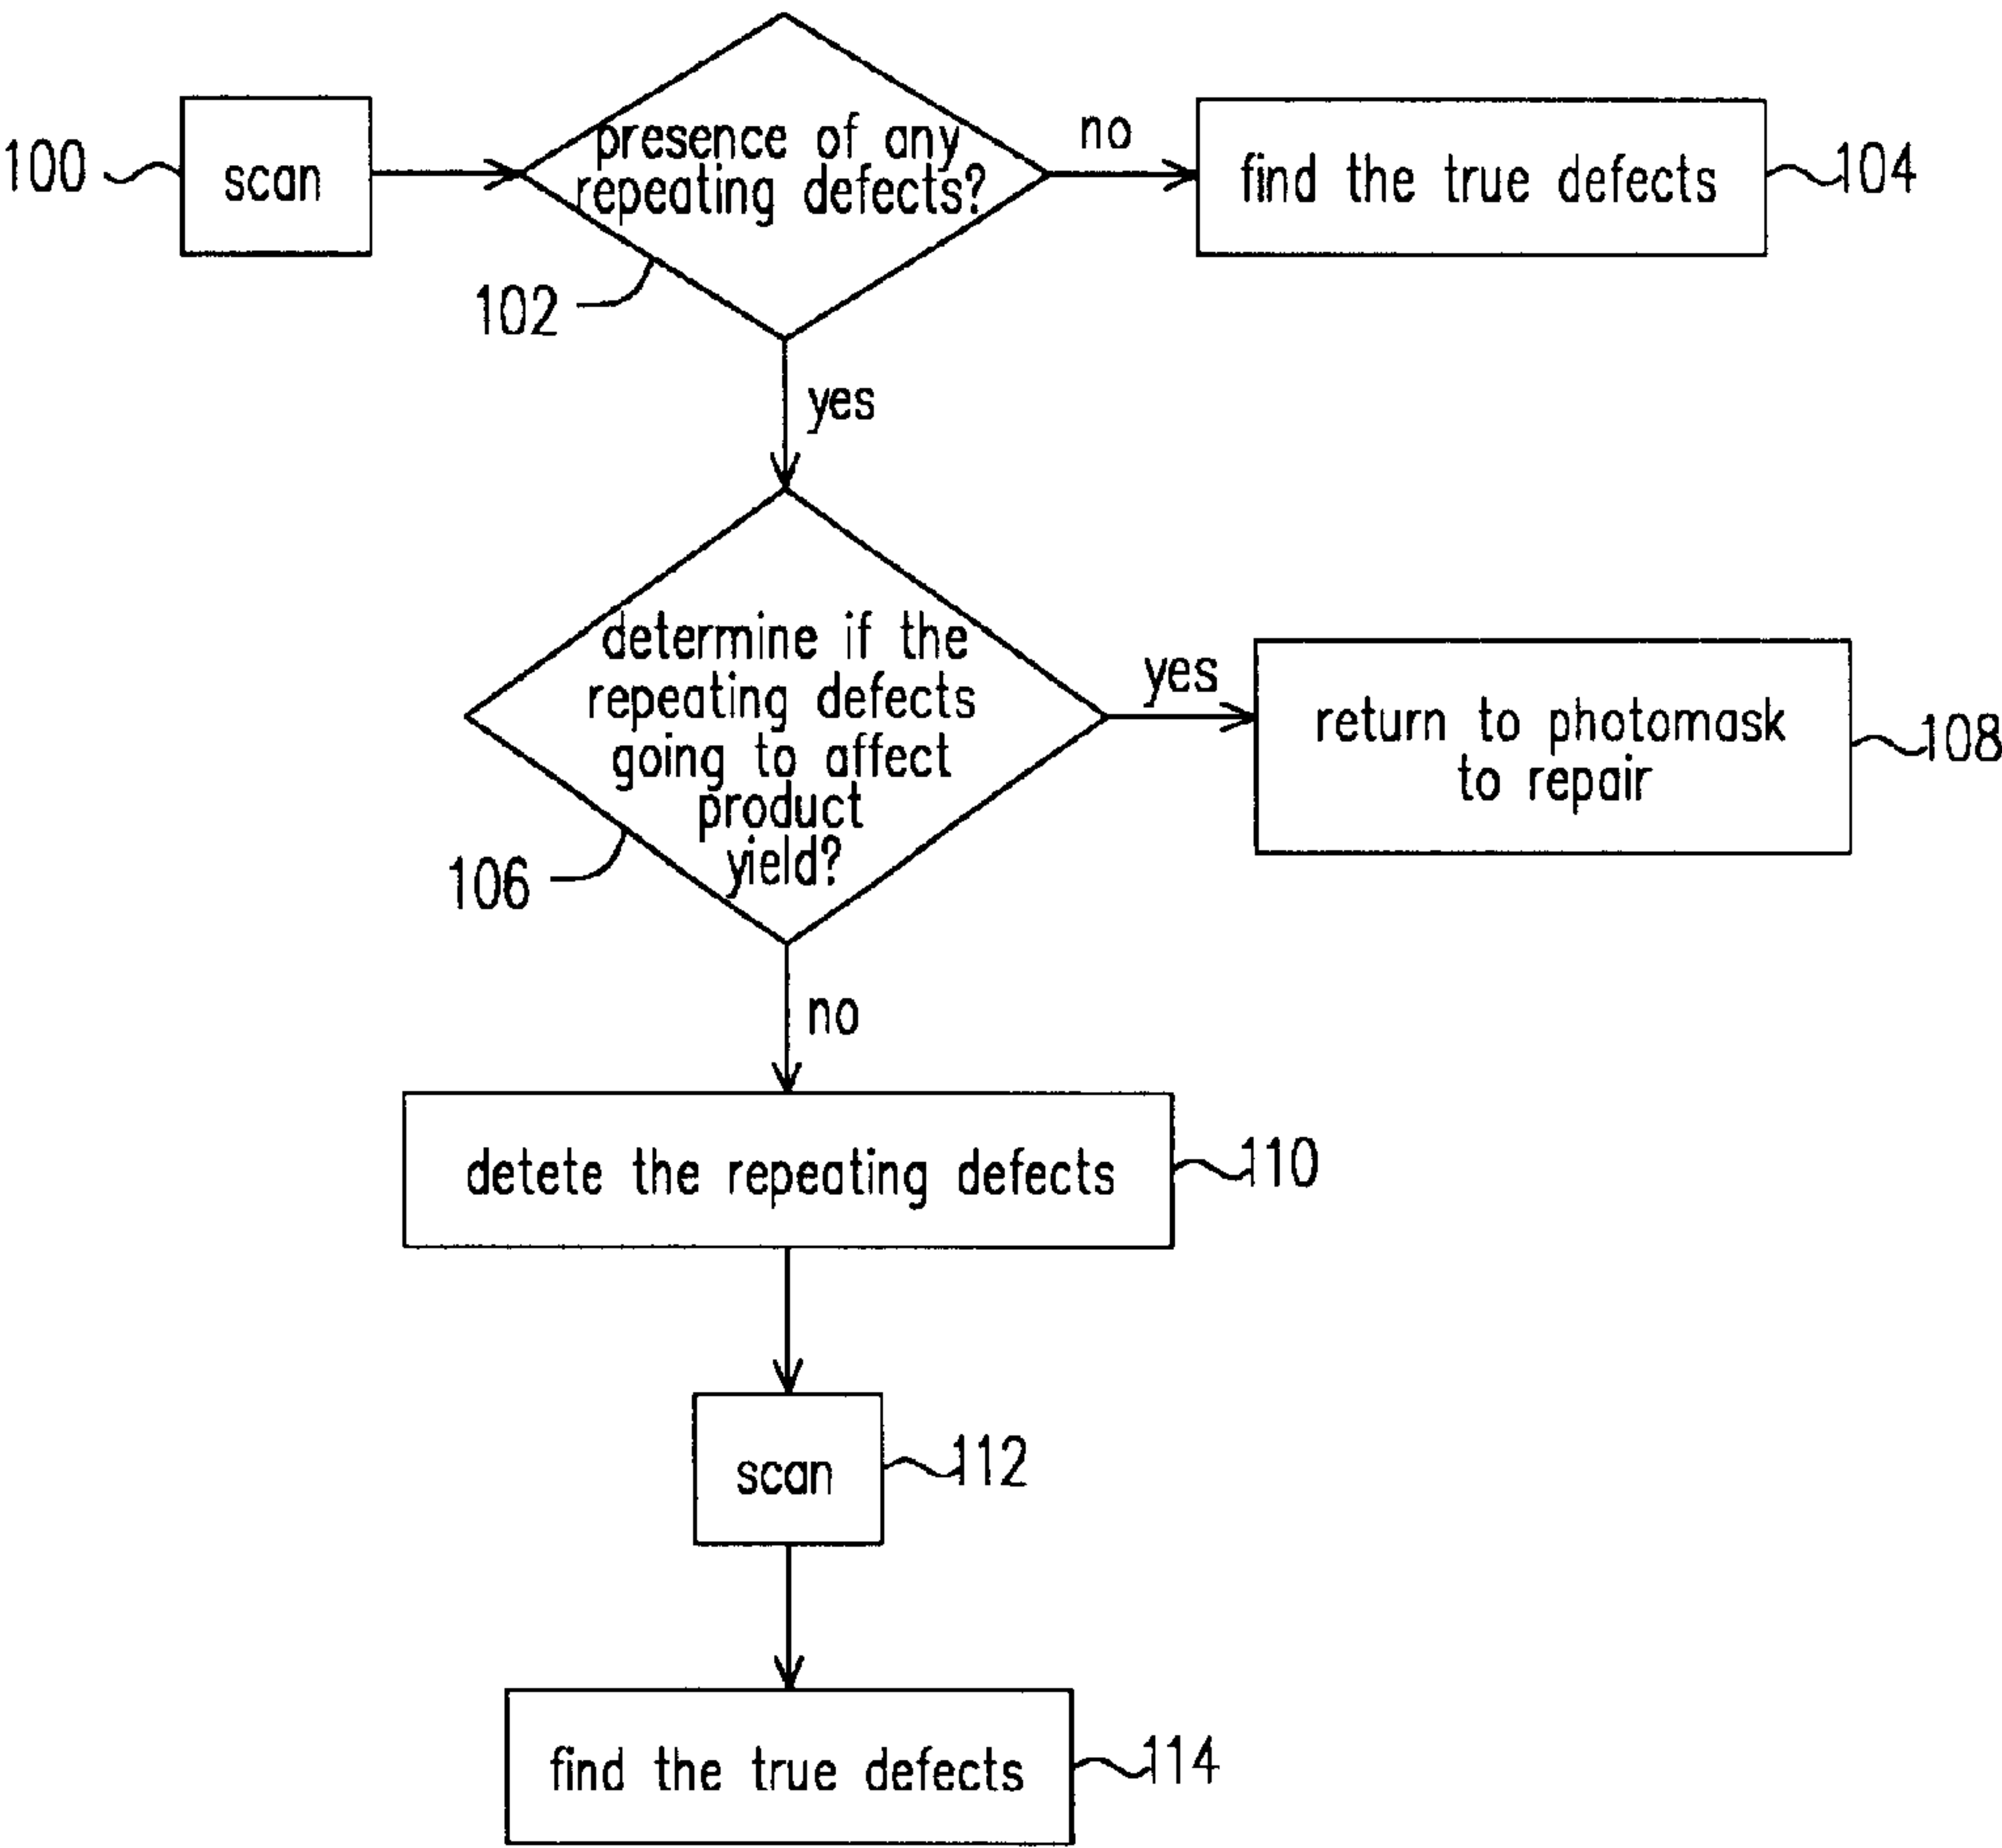 100
scan
presence of any
repeating defects?
102
no
find the true defects
104
yes
determine if the
repeating defects
going to affect
product
yield?
106
yes
return to photomask
to repair
108
no
detete the repeating defects
110
scan
112
find the true defects
114